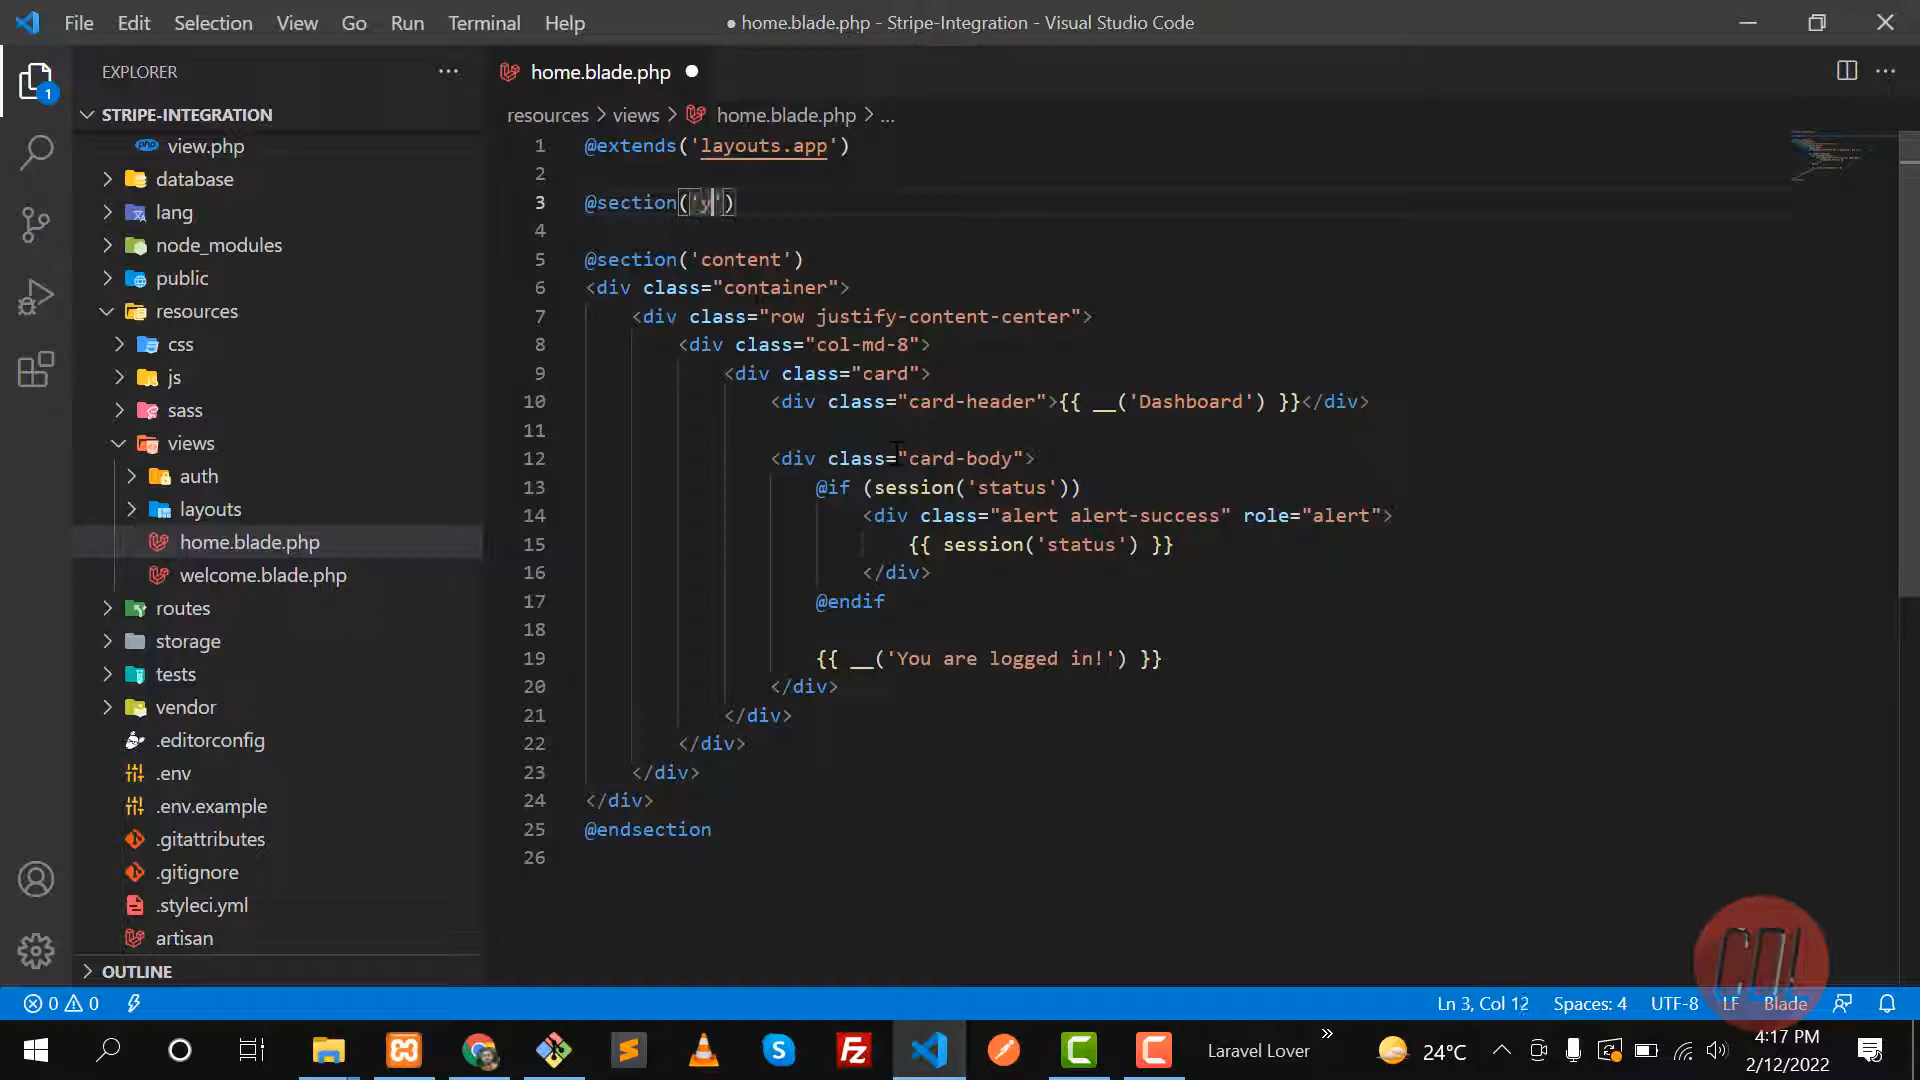 File Edit Selection View Go Run Terminal Help
● home.blade.php - Stripe-Integration - Visual Studio Code
EXPLORER
STRIPE-INTEGRATION
view.php
database
lang
node_modules
public
resources
css
js
sass
views
auth
layouts
home.blade.php
welcome.blade.php
routes
storage
tests
vendor
.editorconfig
.env
.env.example
.gitattributes
.gitignore
.styleci.yml
artisan
OUTLINE
1
home.blade.php
resources > views > home.blade.php > ...
1 @extends('layouts.app')
2
3 @section('y')
4
5 @section('content')
6 <div class="container">
7 <div class="row justify-content-center">
8 <div class="col-md-8">
9 <div class="card">
10 <div class="card-header">{{ __('Dashboard') }}</div>
11
12 <div class="card-body">
13 @if (session('status'))
14 <div class="alert alert-success" role="alert">
15 {{ session('status') }}
16 </div>
17 @endif
18
19 {{ __('You are logged in!') }}
20 </div>
21 </div>
22 </div>
23 </div>
24 </div>
25 @endsection
26
CDL
0 0
Ln 3, Col 12 Spaces: 4 UTF-8 LF Blade
Laravel Lover
24°C
4:17 PM
2/12/2022